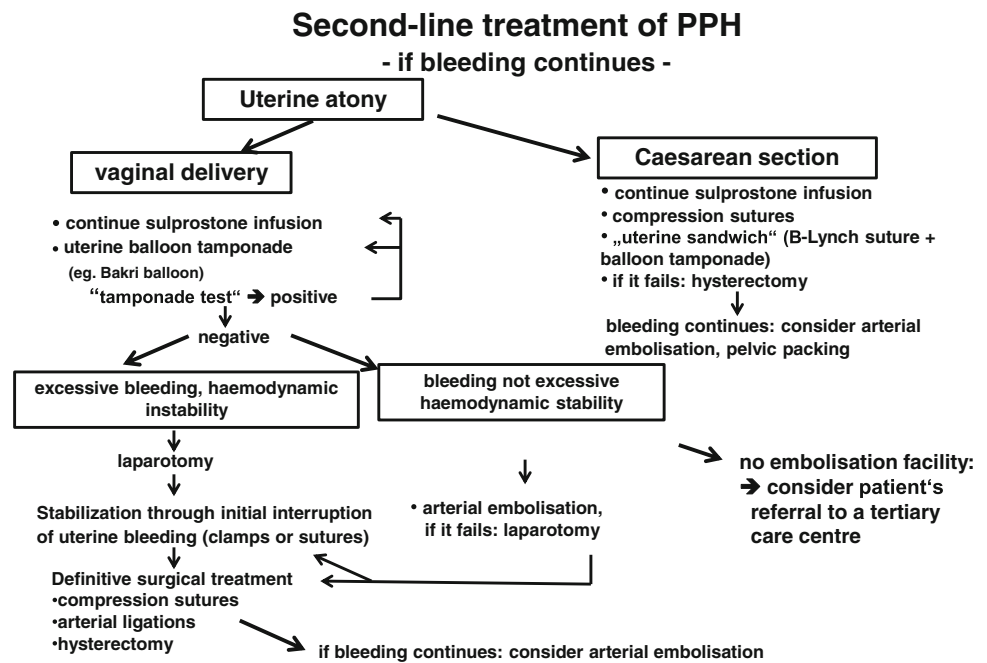 Second-line treatment of PPH
- if bleeding continues -
Uterine atony
vaginal delivery
• continue sulprostone infusion
• uterine balloon tamponade
(eg. Bakri balloon)
“tamponade test“ ➔ positive
negative
excessive bleeding, haemodynamic
instability
laparotomy
Stabilization through initial interruption
of uterine bleeding (clamps or sutures)
Definitive surgical treatment
•compression sutures
•arterial ligations
•hysterectomy
if bleeding continues: consider arterial embolisation
bleeding not excessive
haemodynamic stability
• arterial embolisation,
if it fails: laparotomy
no embolisation facility:
➔ consider patient‘s
referral to a tertiary
care centre
Caesarean section
• continue sulprostone infusion
• compression sutures
• „uterine sandwich“ (B-Lynch suture +
balloon tamponade)
• if it fails: hysterectomy
bleeding continues: consider arterial
embolisation, pelvic packing